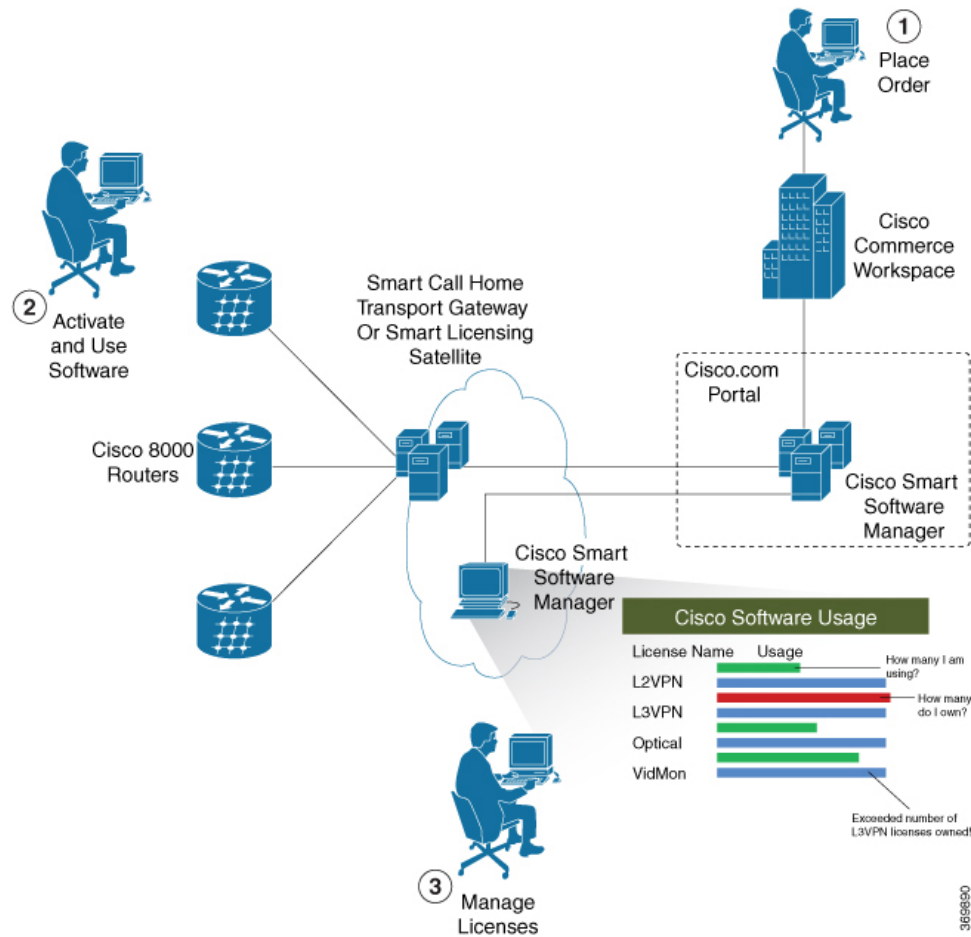 1
Place
Order
Cisco
Commerce
Workspace
2
Activate
and Use
Software
Smart Call Home
Transport Gateway
Or Smart Licensing
Satellite
Cisco.com
Portal
Cisco 8000
Routers
Cisco Smart
Software
Manager
Cisco Smart
Software
Manager
Cisco Software Usage
License Name Usage
How many I am
using?
L2VPN
How many
do I own?
L3VPN
Optical
VidMon
Exceeded number of
L3VPN licenses owned!
3
Manage
Licenses
369890